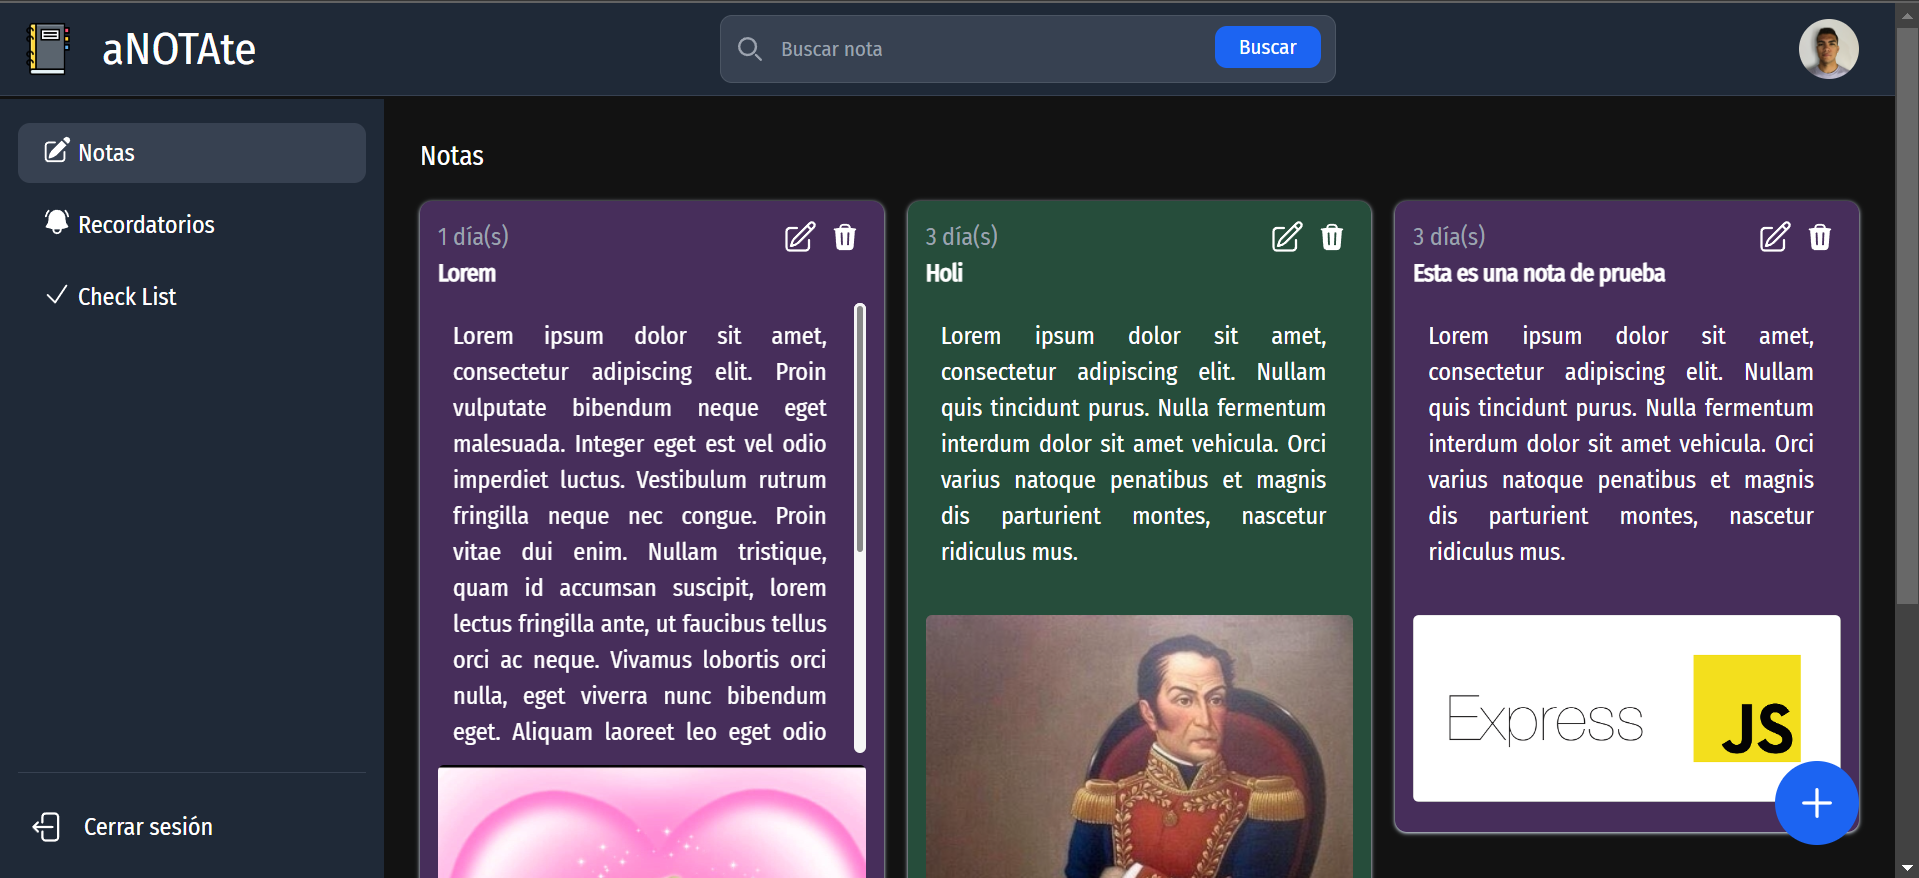 aNOTAte
Buscar nota
Buscar
Notas
Recordatorios
Check List
Cerrar sesión
Notas
1 día(s)
Lorem
Lorem ipsum dolor sit amet,
consectetur adipiscing elit. Proin
vulputate bibendum neque eget
malesuada. Integer eget est vel odio
imperdiet luctus. Vestibulum rutrum
fringilla neque nec congue. Proin
vitae dui enim. Nullam tristique,
quam id accumsan suscipit, lorem
lectus fringilla ante, ut faucibus tellus
orci ac neque. Vivamus lobortis orci
nulla, eget viverra nunc bibendum
eget. Aliquam laoreet leo eget odio
3 día(s)
Holi
Lorem ipsum dolor sit amet,
consectetur adipiscing elit. Nullam
quis tincidunt purus. Nulla fermentum
interdum dolor sit amet vehicula. Orci
varius natoque penatibus et magnis
dis parturient montes, nascetur
ridiculus mus.
3 día(s)
Esta es una nota de prueba
Lorem ipsum dolor sit amet,
consectetur adipiscing elit. Nullam
quis tincidunt purus. Nulla fermentum
interdum dolor sit amet vehicula. Orci
varius natoque penatibus et magnis
dis parturient montes, nascetur
ridiculus mus.
Express
JS